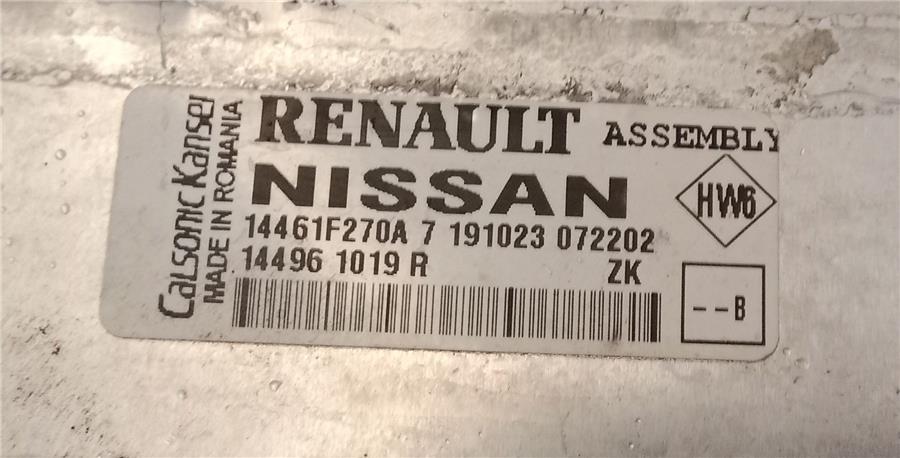 Calsonic Kansei
MADE IN ROMANIA
RENAULT ASSEMBLY
NISSAN
HW6
14461F270A 7 191023 072202
14496 1019 R ZK
--B